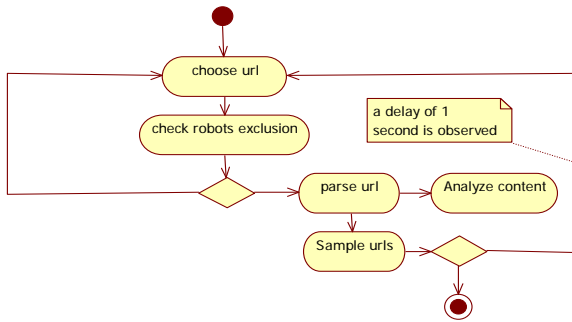 choose url
check robots exclusion
a delay of 1
second is observed
parse url
Analyze content
Sample urls